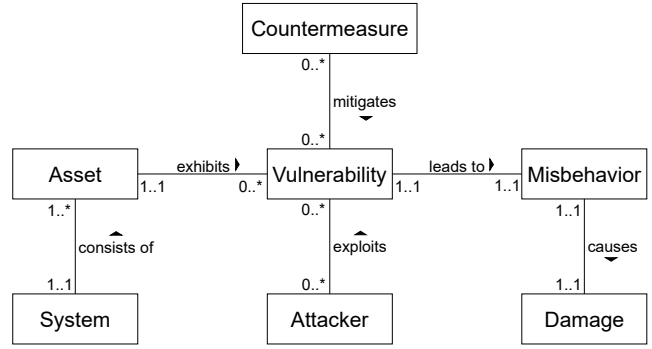 Countermeasure
0..*
mitigates
0..*
Asset
exhibits
Vulnerability
leads to
Misbehavior
1..1
0..*
1..1
1..1
1..*
0..*
1..1
consists of
exploits
causes
1..1
0..*
1..1
System
Attacker
Damage